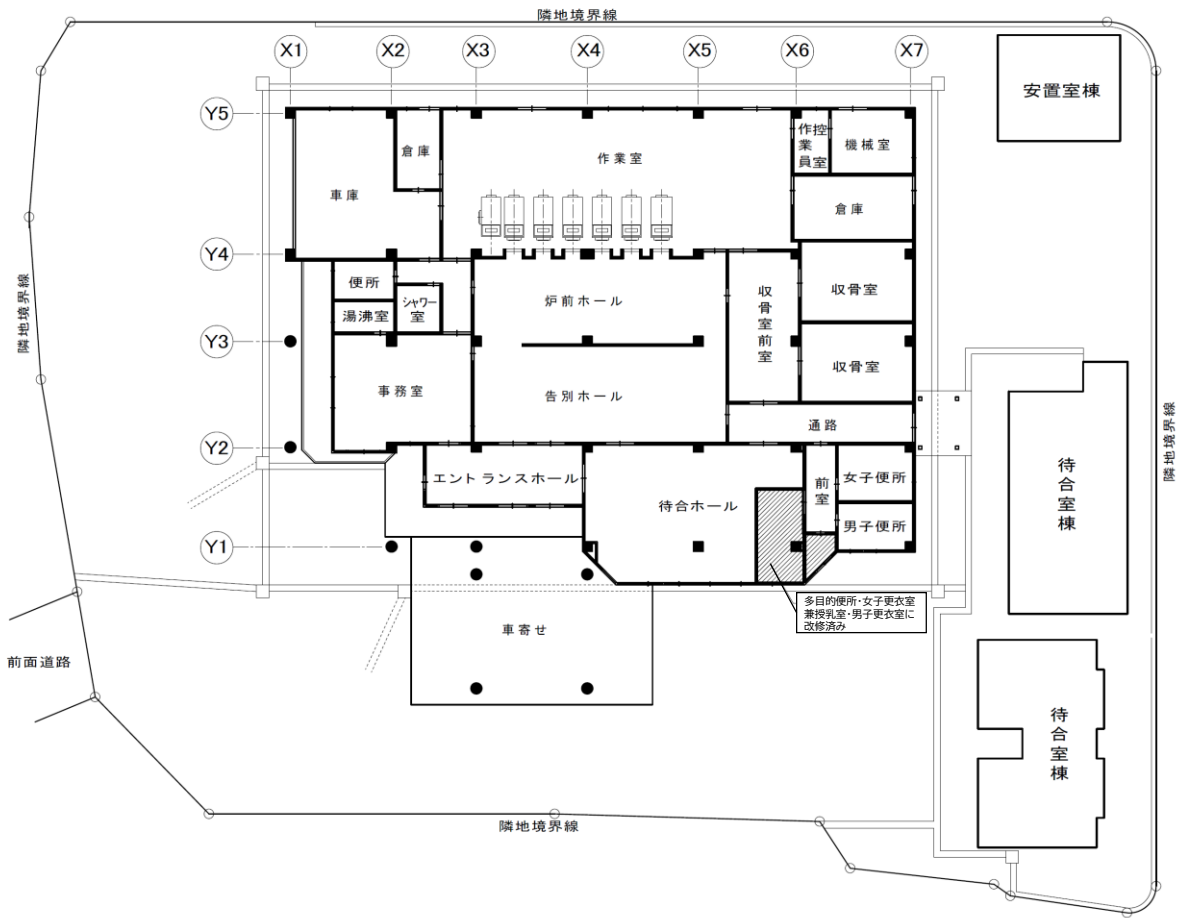 隣地境界線
X1
X2
X3
X4
X5
X6
X7
安置室棟
Y5
倉庫
作業室
作業員控室
機械室
車庫
倉庫
Y4
便所
シャワー室
炉前ホール
収骨室前室
収骨室
湯沸室
隣地境界線
Y3
事務室
告別ホール
収骨室
通路
隣地境界線
Y2
エントランスホール
待合ホール
前室
女子便所
男子便所
待合室棟
Y1
多目的便所・女子更衣室
兼授乳室・男子更衣室に
改修済み
車寄せ
前面道路
待合室棟
隣地境界線